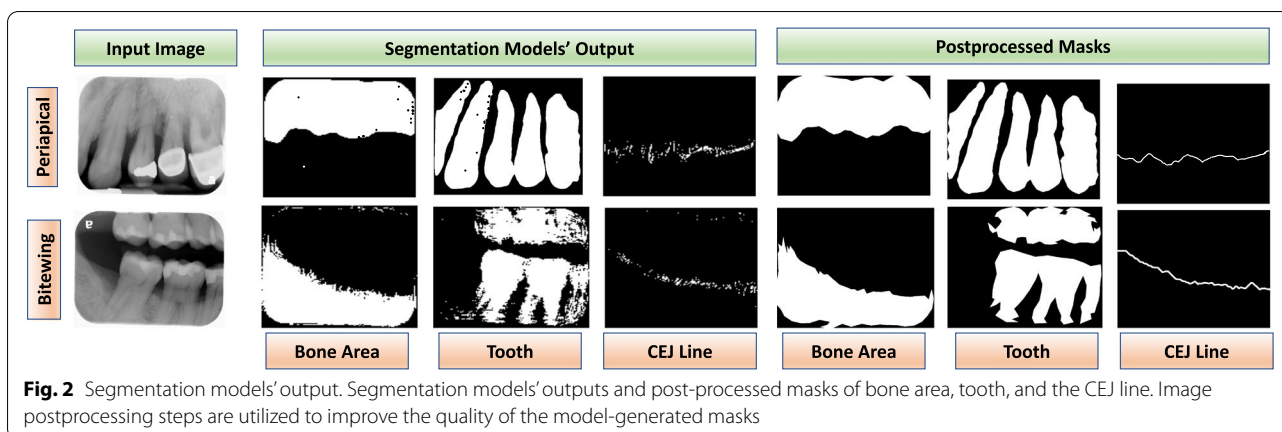 Input Image
Segmentation Models' Output
Postprocessed Masks
Periapical
a
Bitewing
a
Bone Area
Tooth
CEJ Line
Bone Area
Tooth
CEJ Line
Fig. 2 Segmentation models' output. Segmentation models' outputs and post-processed masks of bone area, tooth, and the CEJ line. Image
postprocessing steps are utilized to improve the quality of the model-generated masks